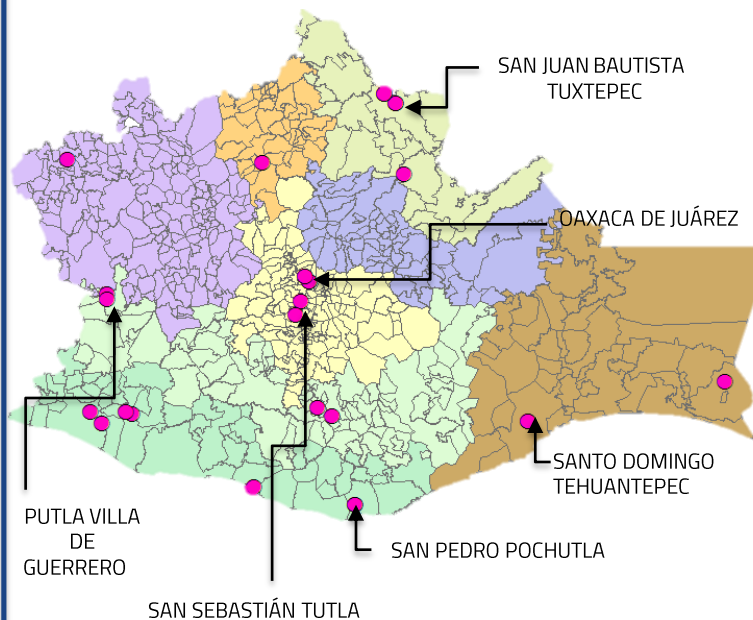 SAN JUAN BAUTISTA
TUXTEPEC
OAXACA DE JUÁREZ
SANTO DOMINGO
TEHUANTEPEC
PUTLA VILLA
DE
GUERRERO
SAN PEDRO POCHUTLA
SAN SEBASTIÁN TUTLA